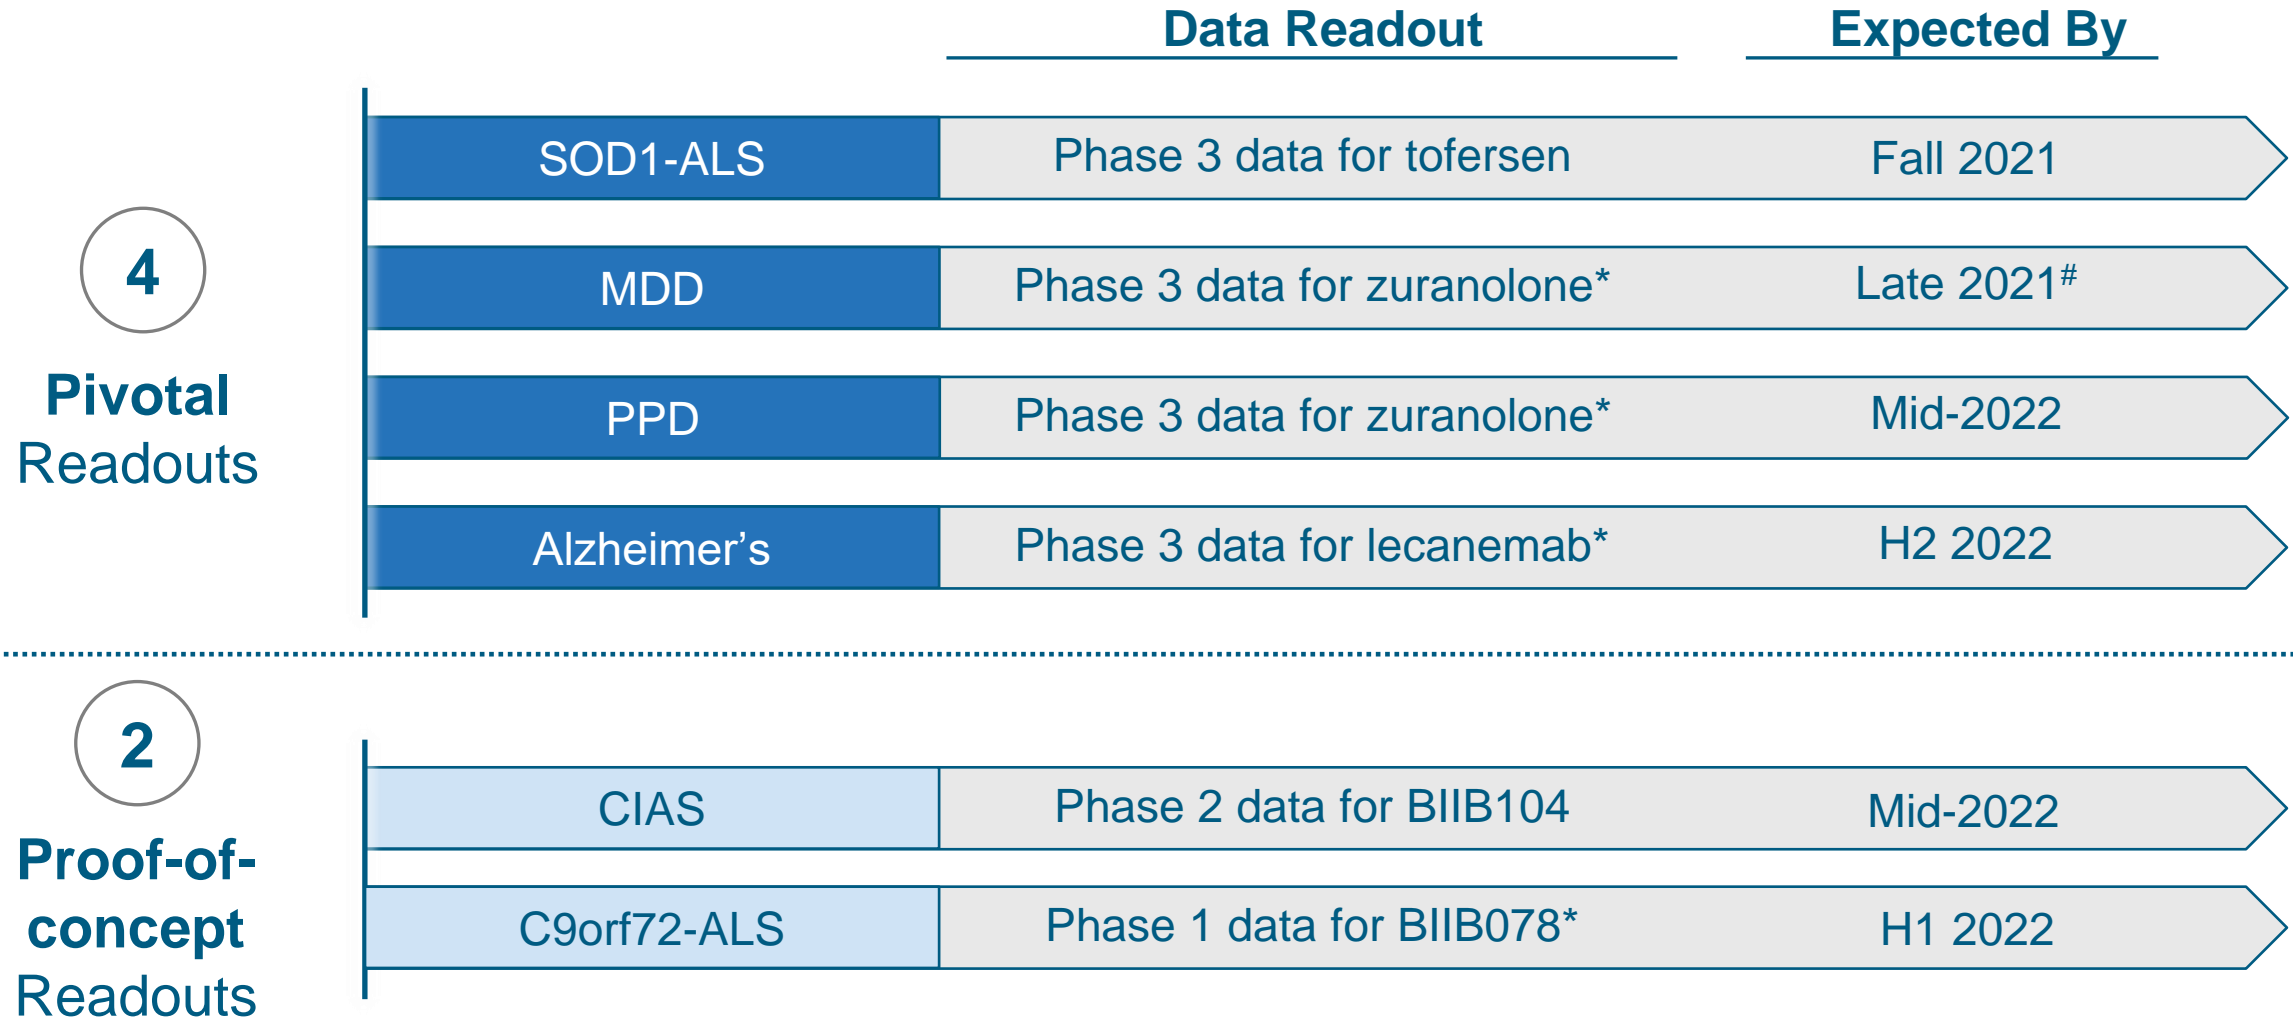 Data Readout Expected By
SOD1-ALS Phase 3 data for tofersen Fall 2021
4
MDD Phase 3 data for zuranolone* Late 2021#
Pivotal
Readouts
PPD Phase 3 data for zuranolone* Mid-2022
Alzheimer’s Phase 3 data for lecanemab* H2 2022
2
Proof-of-
concept
Readouts
CIAS Phase 2 data for BIIB104 Mid-2022
C9orf72-ALS Phase 1 data for BIIB078* H1 2022